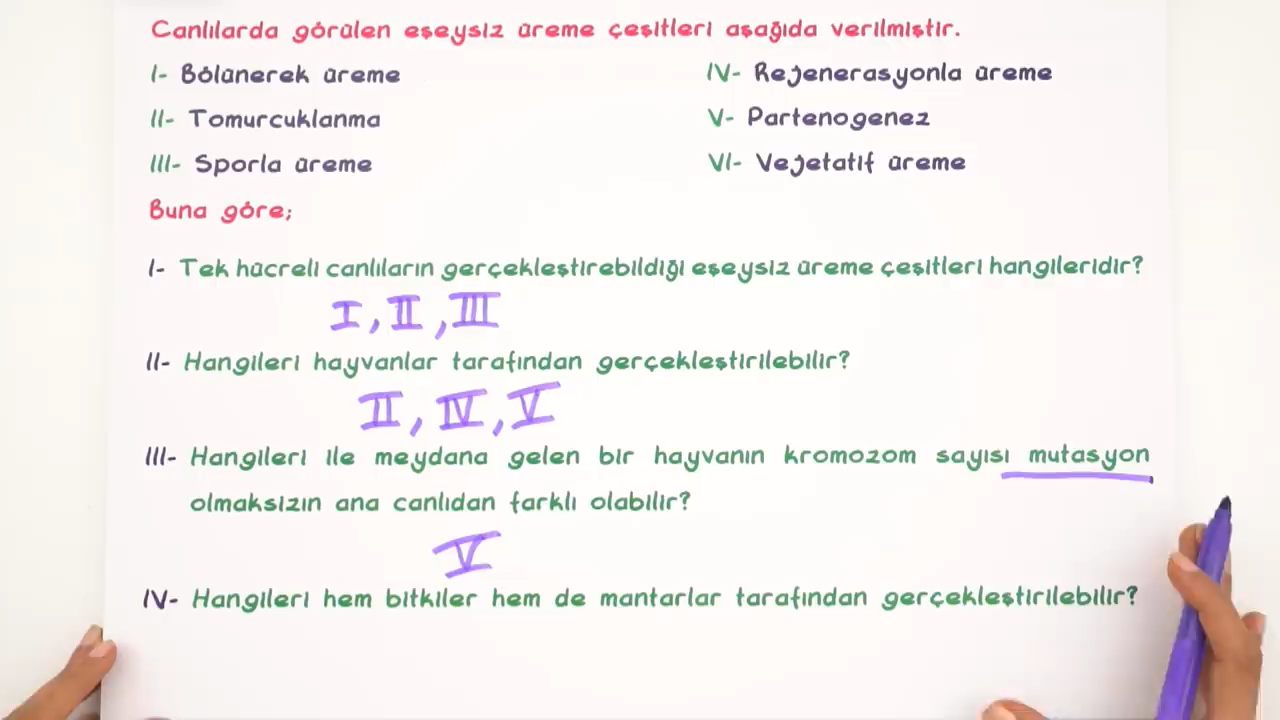 Canlılarda görülen eşeysiz üreme çeşitleri aşağıda verilmiştir.
I- Bölünerek üreme
II- Tomurcuklanma
III- Sporla üreme
IV- Rejenerasyonla üreme
V- Partenogenez
VI- Vejetatif üreme
Buna göre;
I- Tek hücreli canlıların gerçekleştirebildiği eşeysiz üreme çeşitleri hangileridir?
I, II, III
II- Hangileri hayvanlar tarafından gerçekleştirilebilir?
II, IV, V
III- Hangileri ile meydana gelen bir hayvanın kromozom sayısı mutasyon
olmaksızın ana canlıdan farklı olabilir?
V
IV- Hangileri hem bitkiler hem de mantarlar tarafından gerçekleştirilebilir?